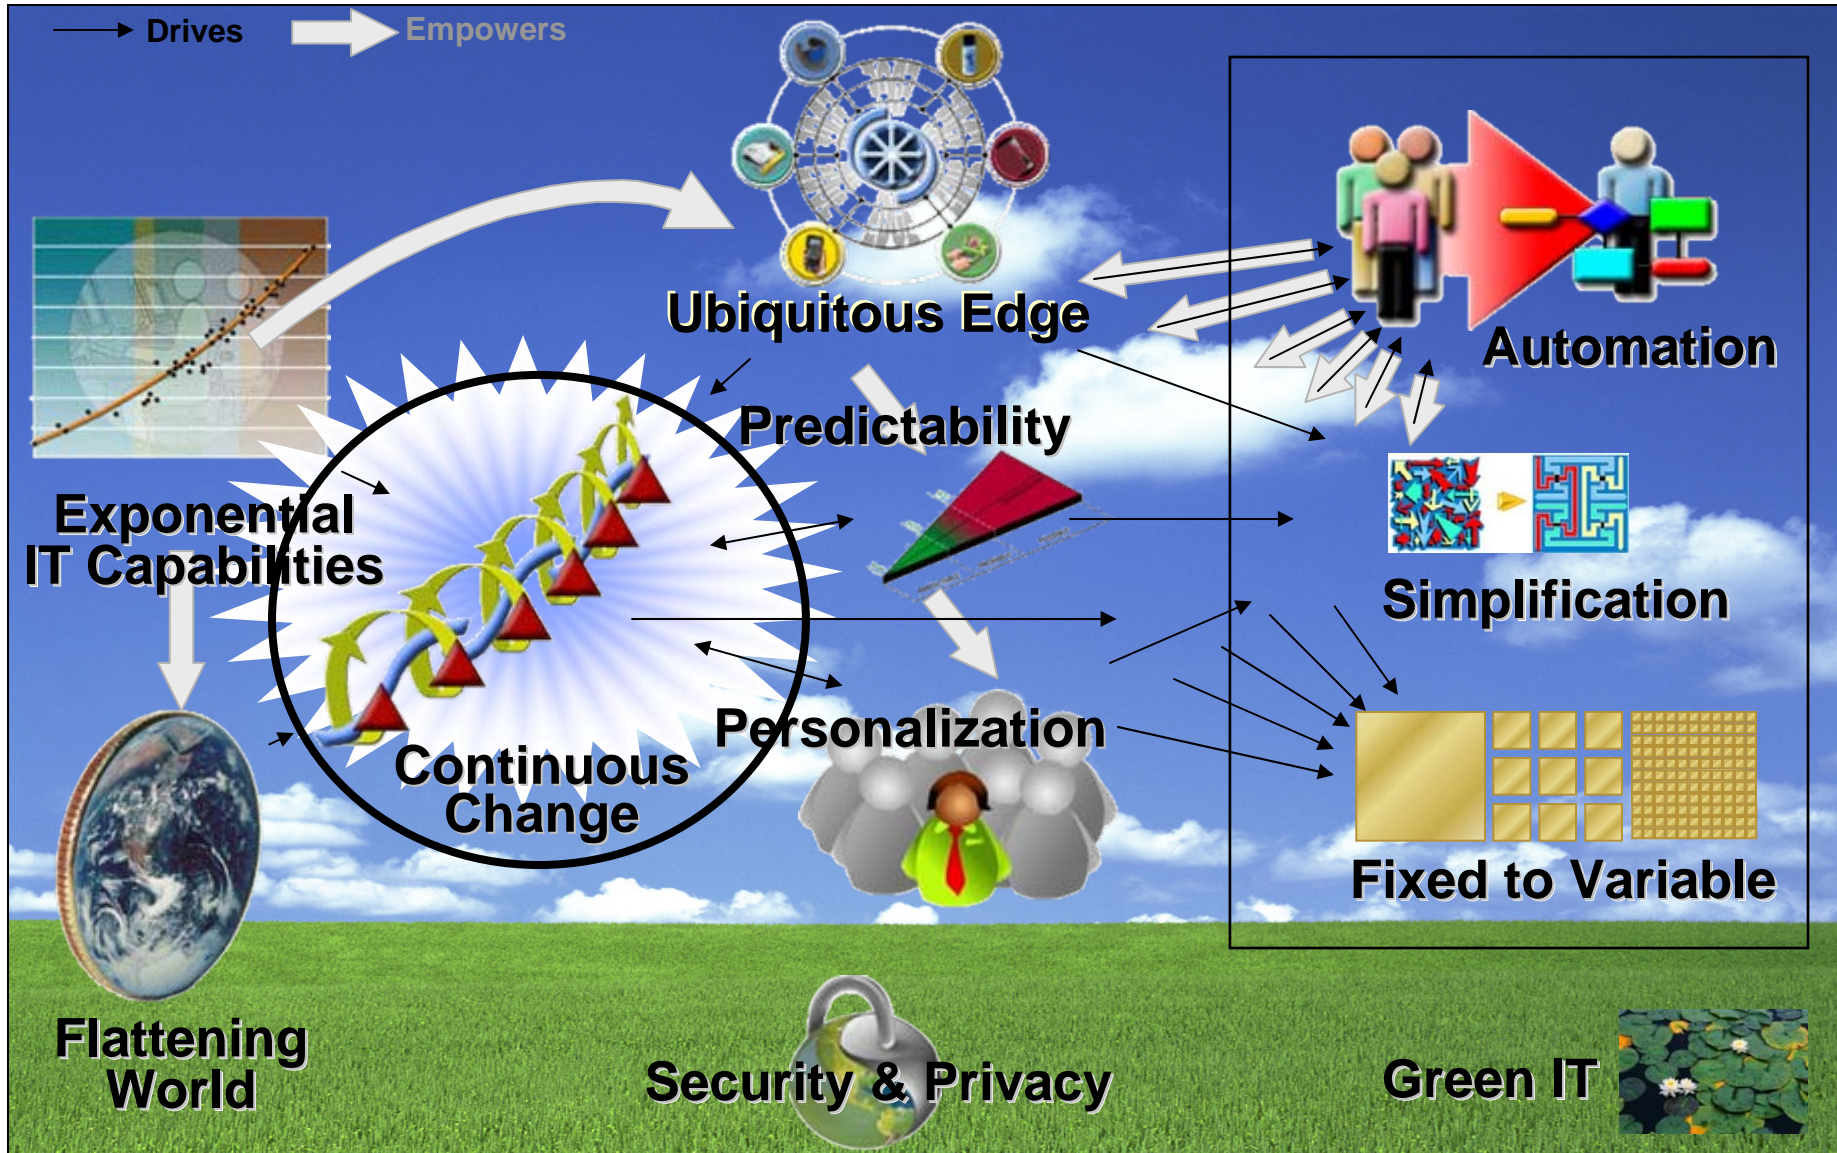 Drives
Empowers
Ubiquitous Edge
Automation
Predictability
Exponential
IT Capabilities
Simplification
Personalization
Continuous
Change
Fixed to Variable
Flattening
World
Security & Privacy
Green IT